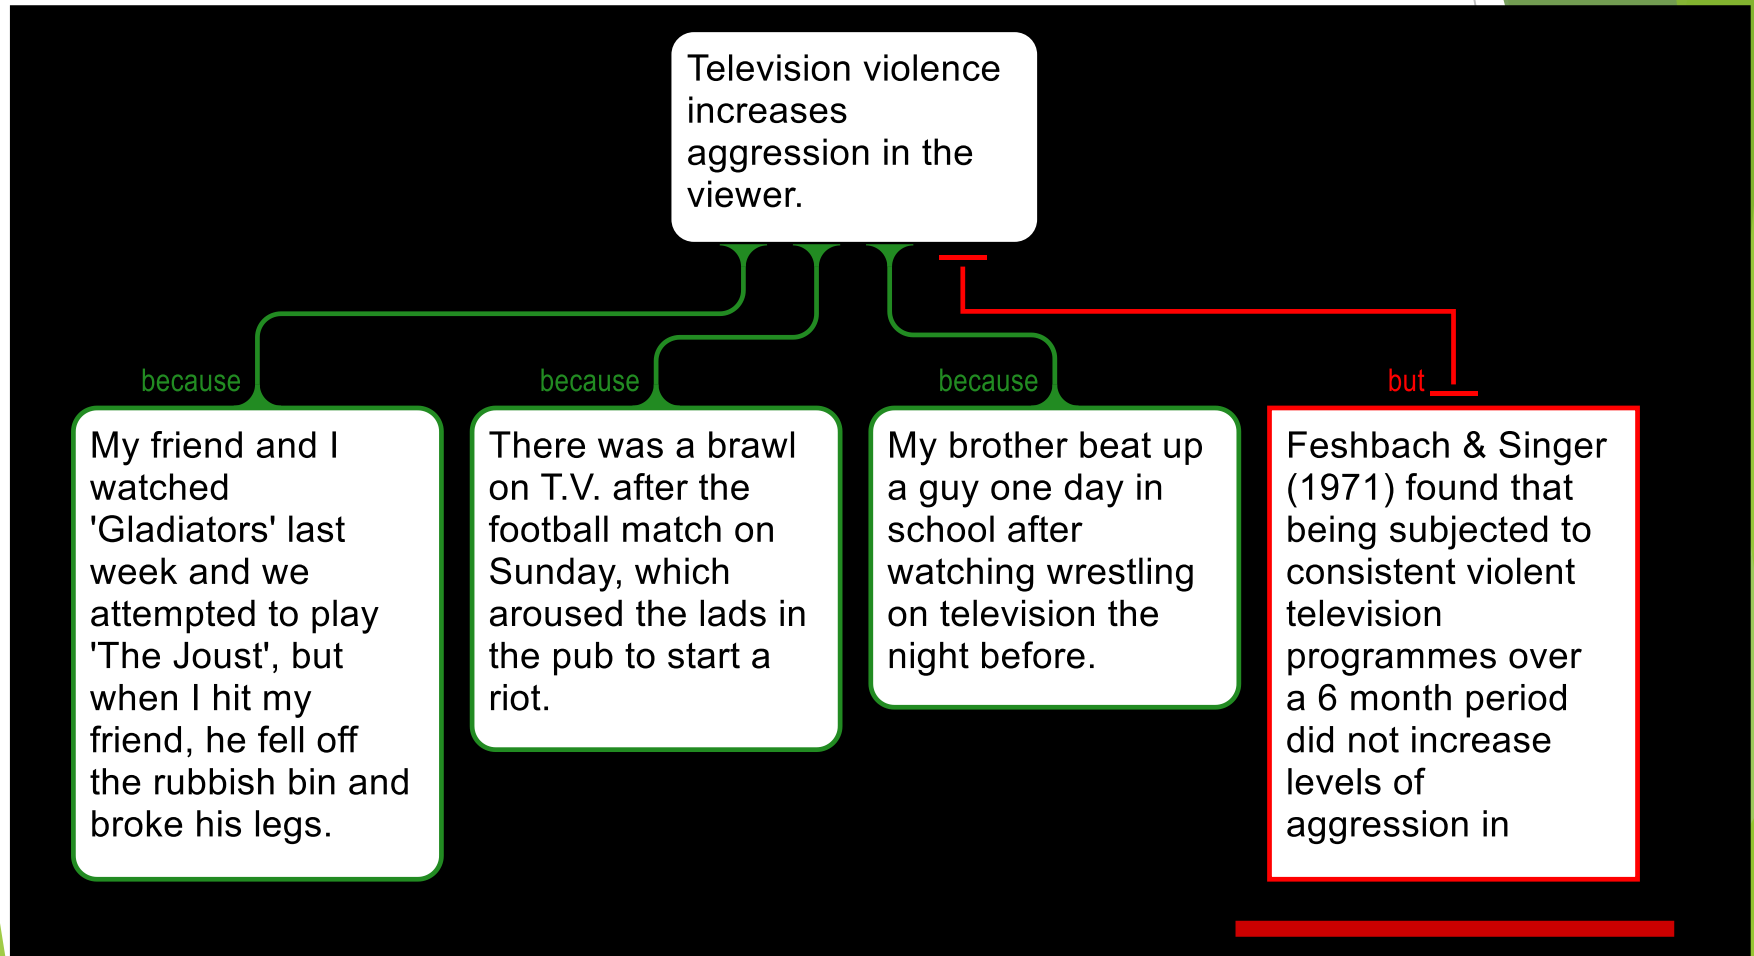 Television violence
increases
aggression in the
viewer.
because
because
because
but
My friend and I
watched
'Gladiators' last
week and we
attempted to play
'The Joust', but
when I hit my
friend, he fell off
the rubbish bin and
broke his legs.
There was a brawl
on T.V. after the
football match on
Sunday, which
aroused the lads in
the pub to start a
riot.
My brother beat up
a guy one day in
school after
watching wrestling
on television the
night before.
Feshbach & Singer
(1971) found that
being subjected to
consistent violent
television
programmes over
a 6 month period
did not increase
levels of
aggression in